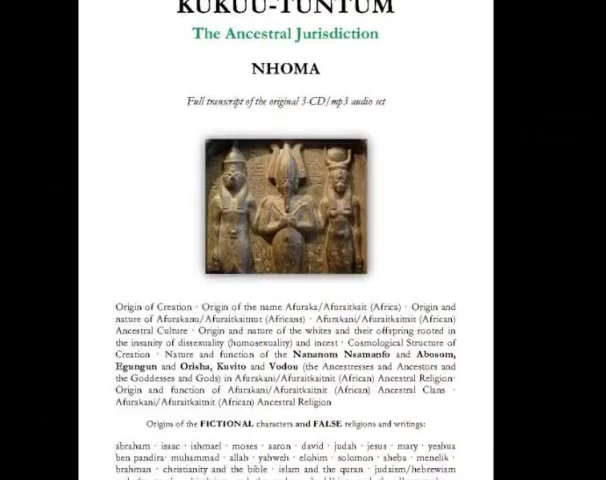 KUKUU-TUNTUM
The Ancestral Jurisdiction
NHOMA
Full transcript of the original 3-CD/mp3 audio set
Origin of Creation · Origin of the name Afuraka/Afuraitkait (Africa) · Origin and
nature of Afurakanu/Afuraitkaitnut (Africans) · Afurakani/Afuraitkaitnit (African)
Ancestral Culture · Origin and nature of the whites and their offspring rooted in
the insanity of dissexuality (homosexuality) and incest · Cosmological Structure of
Creation · Nature and function of the Nananom Nsamanfo and Abosom,
Egungun and Orisha, Kuvito and Vodou (the Ancestresses and Ancestors and
the Goddesses and Gods) in Afurakani/Afuraitkaitnit (African) Ancestral Religion·
Origin and function of Afurakani/Afuraitkaitnit (African) Ancestral Clans ·
Afurakani/Afuraitkaitnit (African) Ancestral Religion
Origins of the FICTIONAL characters and FALSE religions and writings:
abraham · isaac · ishmael · moses · aaron · david · judah · jesus · mary · yeshua
ben pandira· muhammad · allah · yahweh · elohim · solomon · sheba · menelik ·
brahman · christianity and the bible · islam and the quran · judaism/hebrewism